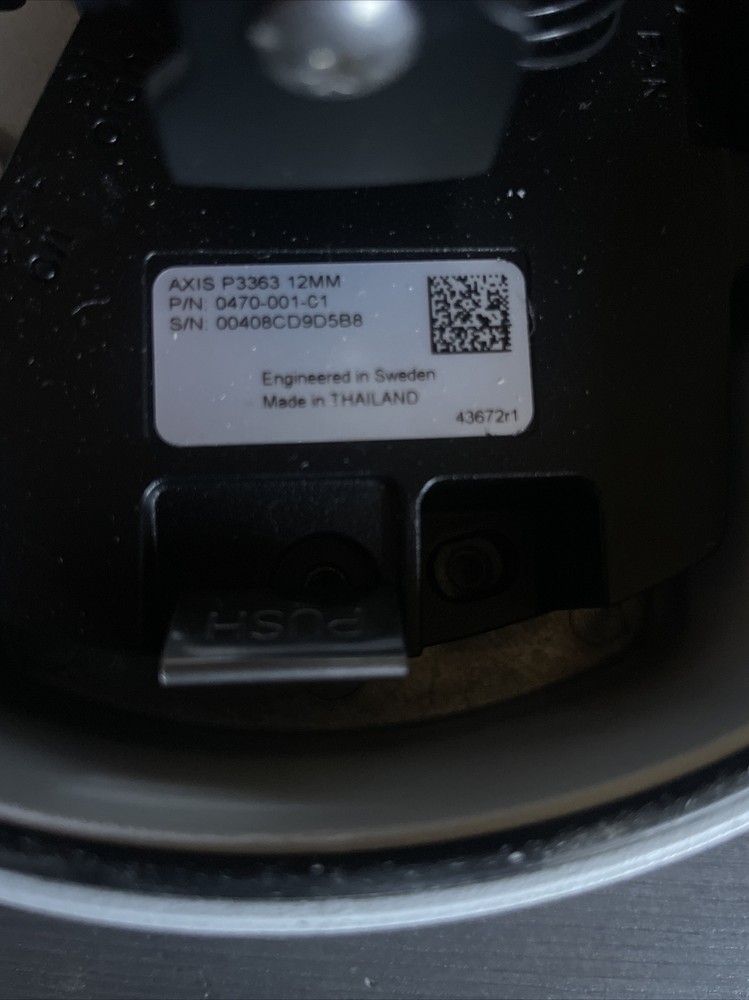 AXIS P3363 12MM
P/N: 0470-001-C1
S/N: 00408CD9D5B8
Engineered in Sweden
Made in THAILAND
43672r1
PUSH